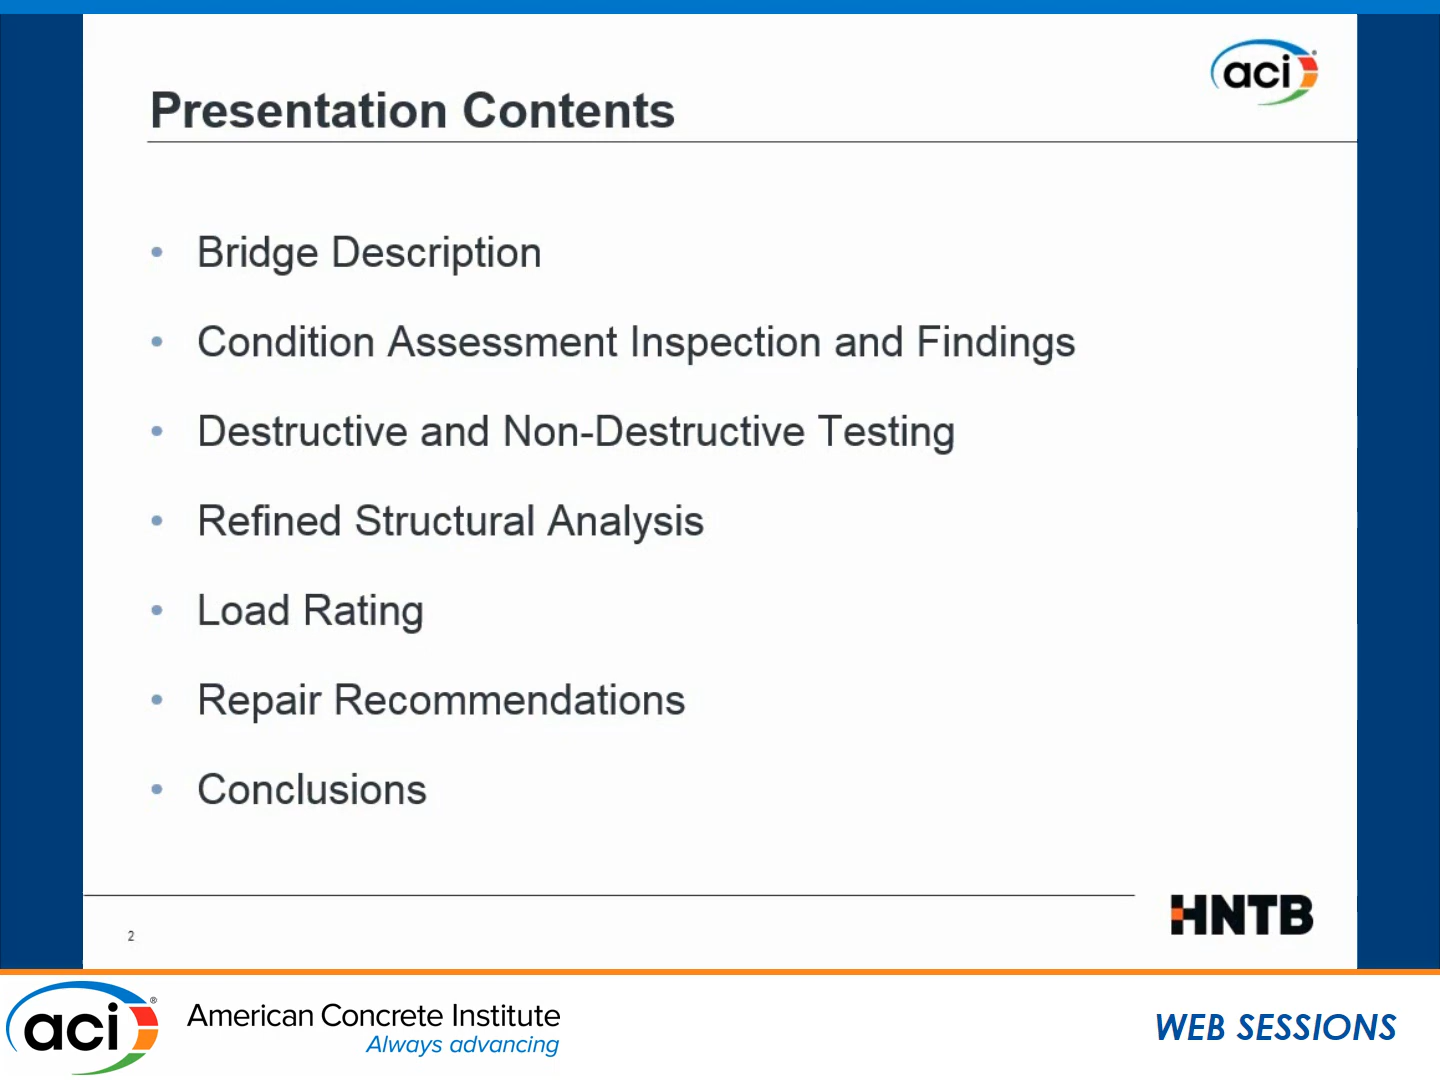 aci
Presentation Contents
• Bridge Description
• Condition Assessment Inspection and Findings
• Destructive and Non-Destructive Testing
• Refined Structural Analysis
• Load Rating
• Repair Recommendations
• Conclusions
HNTB
2
aci®
American Concrete Institute
Always advancing
WEB SESSIONS